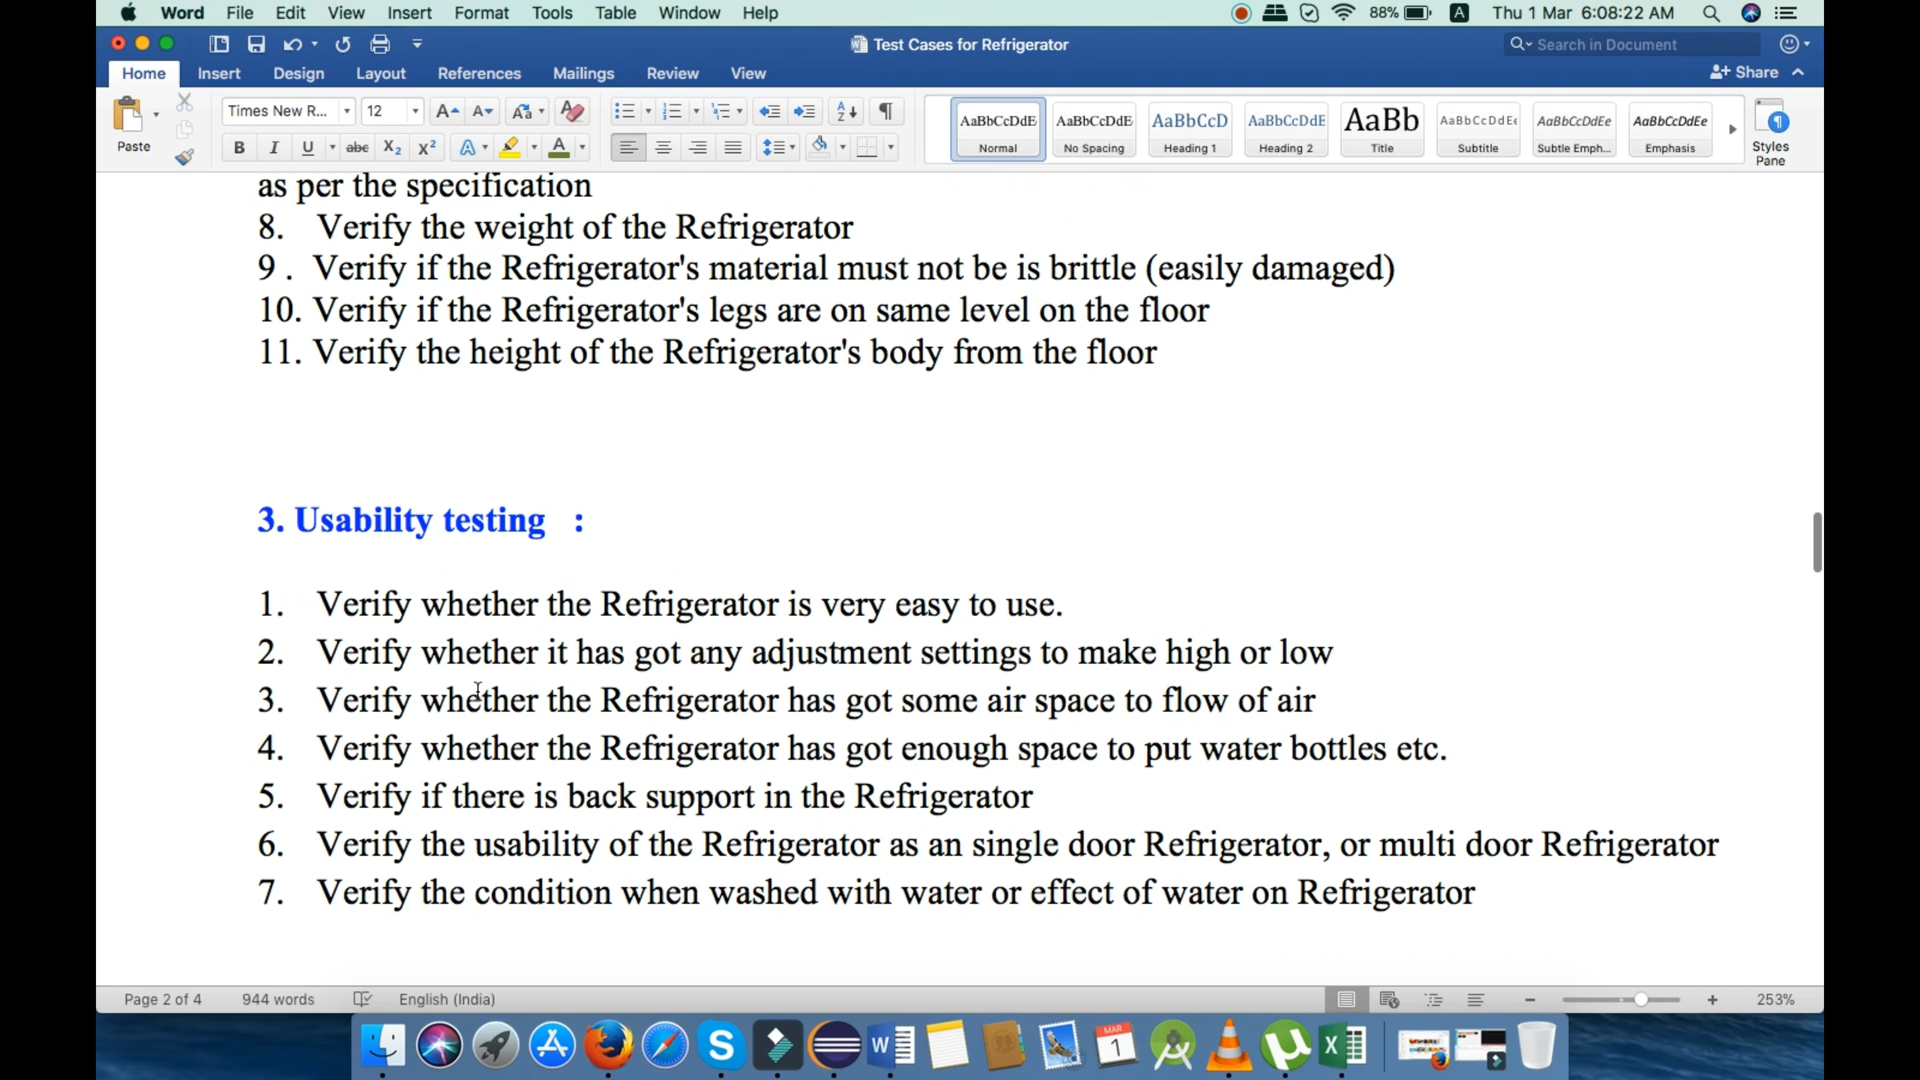 Word File Edit View Insert Format Tools Table Window Help 88% A Thu 1 Mar 6:08:22 AM
Test Cases for Refrigerator Search in Document
Home Insert Design Layout References Mailings Review View Share
Times New R... 12
AaBbCcDdE AaBbCcDdE AaBbCcD AaBbCcDdE AaBb AaBbCcDdEe AaBbCcDdEe AaBbCcDdEe
Paste B I U abc X₂ X² A A Normal No Spacing Heading 1 Heading 2 Title Subtitle Subtle Emph... Emphasis Styles Pane
as per the specification
8. Verify the weight of the Refrigerator
9 . Verify if the Refrigerator's material must not be is brittle (easily damaged)
10. Verify if the Refrigerator's legs are on same level on the floor
11. Verify the height of the Refrigerator's body from the floor
3. Usability testing :
1. Verify whether the Refrigerator is very easy to use.
2. Verify whether it has got any adjustment settings to make high or low
3. Verify whether the Refrigerator has got some air space to flow of air
4. Verify whether the Refrigerator has got enough space to put water bottles etc.
5. Verify if there is back support in the Refrigerator
6. Verify the usability of the Refrigerator as an single door Refrigerator, or multi door Refrigerator
7. Verify the condition when washed with water or effect of water on Refrigerator
Page 2 of 4 944 words English (India) 253%
MAR
1